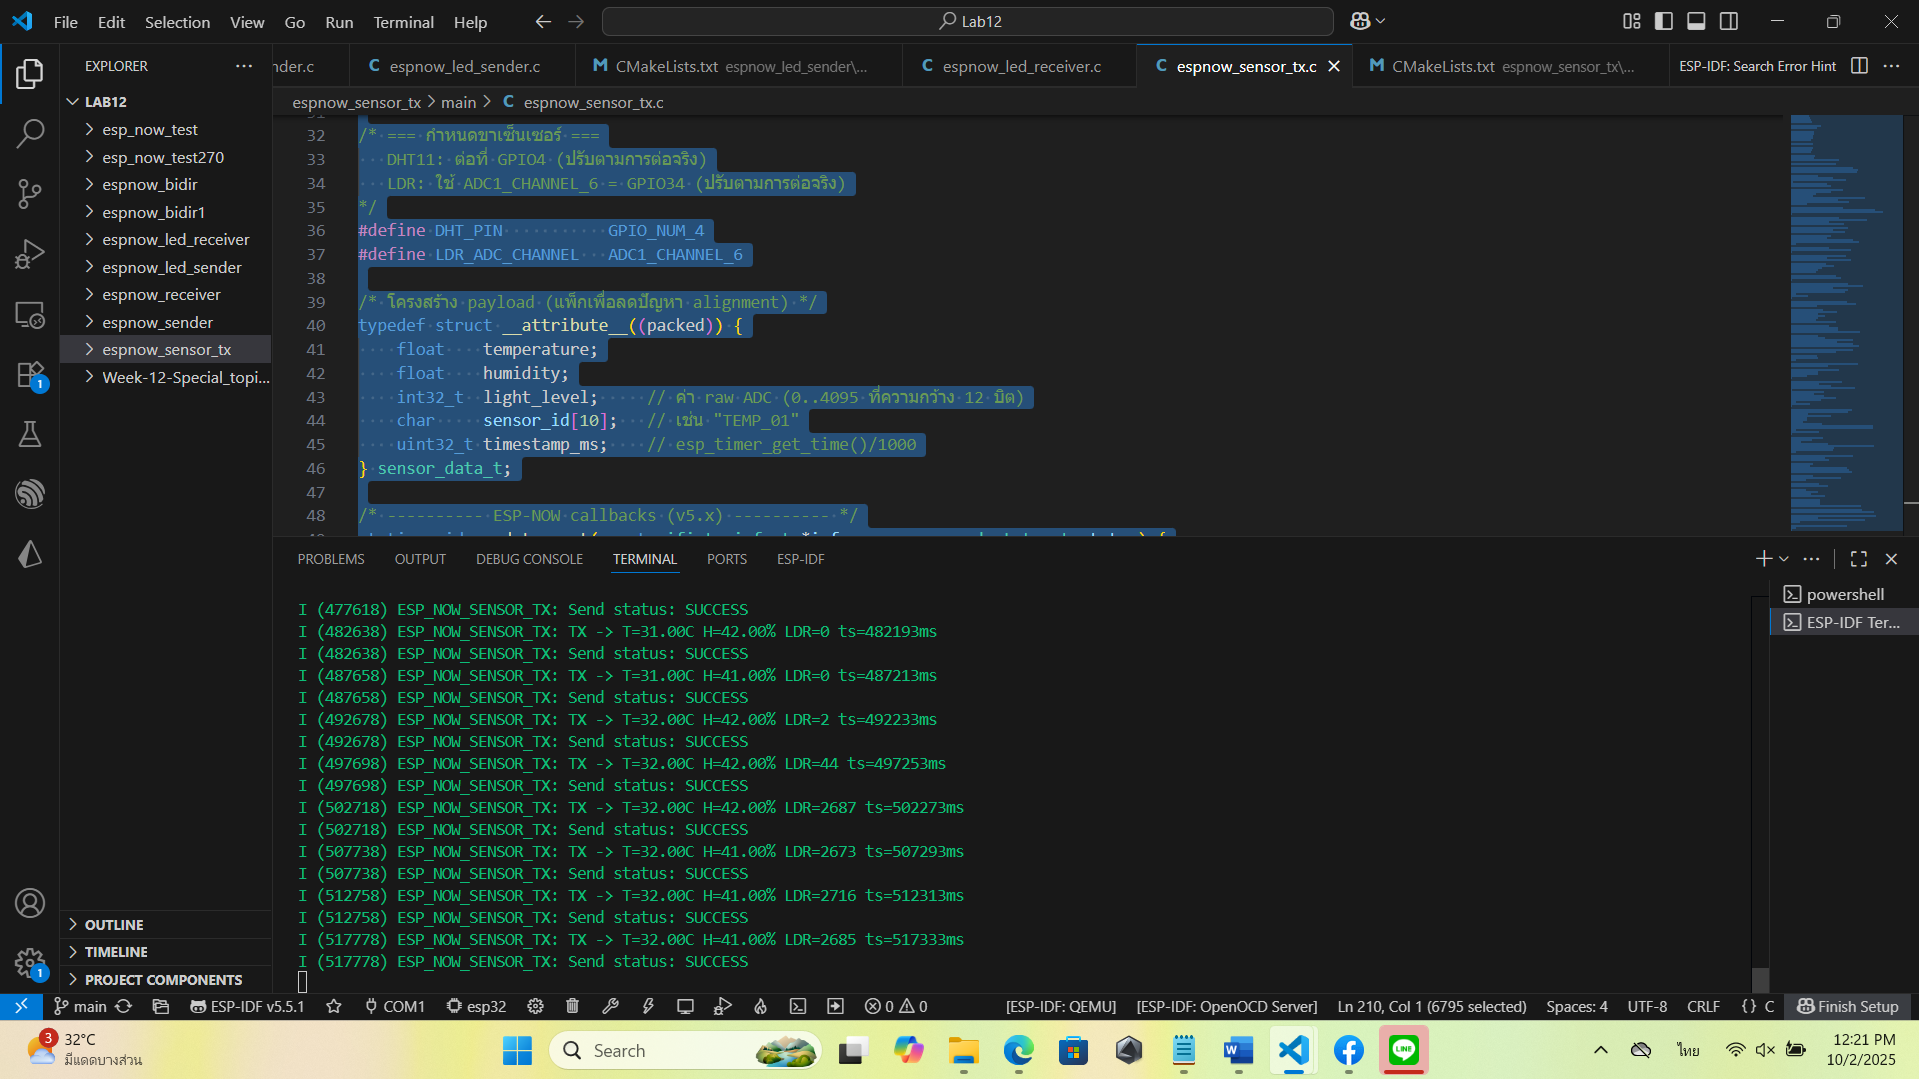 File Edit Selection View Go Run Terminal Help
Lab12
EXPLORER
LAB12
esp_now_test
esp_now_test270
espnow_bidir
espnow_bidir1
espnow_led_receiver
espnow_led_sender
espnow_receiver
espnow_sender
espnow_sensor_tx
Week-12-Special_topi...
OUTLINE
TIMELINE
PROJECT COMPONENTS
nder.c
C espnow_led_sender.c
M CMakeLists.txt espnow_led_sender\...
C espnow_led_receiver.c
C espnow_sensor_tx.c
M CMakeLists.txt espnow_sensor_tx\...
ESP-IDF: Search Error Hint
espnow_sensor_tx > main > C espnow_sensor_tx.c
31
32 /* === กำหนดขาเซ็นเซอร์ ===
33 DHT11: ต่อที่ GPIO4 (ปรับตามการต่อจริง)
34 LDR: ใช้ ADC1_CHANNEL_6 = GPIO34 (ปรับตามการต่อจริง)
35 */
36 #define DHT_PIN GPIO_NUM_4
37 #define LDR_ADC_CHANNEL ADC1_CHANNEL_6
38
39 /* โครงสร้าง payload (แพ็กเพื่อลดปัญหา alignment) */
40 typedef struct __attribute__((packed)) {
41 float temperature;
42 float humidity;
43 int32_t light_level; // ค่า raw ADC (0..4095 ที่ความกว้าง 12 บิต)
44 char sensor_id[10]; // เช่น "TEMP_01"
45 uint32_t timestamp_ms; // esp_timer_get_time()/1000
46 } sensor_data_t;
47
48 /* ---------- ESP-NOW callbacks (v5.x) ---------- */
PROBLEMS OUTPUT DEBUG CONSOLE TERMINAL PORTS ESP-IDF
powershell
ESP-IDF Ter...
I (477618) ESP_NOW_SENSOR_TX: Send status: SUCCESS
I (482638) ESP_NOW_SENSOR_TX: TX -> T=31.00C H=42.00% LDR=0 ts=482193ms
I (482638) ESP_NOW_SENSOR_TX: Send status: SUCCESS
I (487658) ESP_NOW_SENSOR_TX: TX -> T=31.00C H=41.00% LDR=0 ts=487213ms
I (487658) ESP_NOW_SENSOR_TX: Send status: SUCCESS
I (492678) ESP_NOW_SENSOR_TX: TX -> T=32.00C H=42.00% LDR=2 ts=492233ms
I (492678) ESP_NOW_SENSOR_TX: Send status: SUCCESS
I (497698) ESP_NOW_SENSOR_TX: TX -> T=32.00C H=42.00% LDR=44 ts=497253ms
I (497698) ESP_NOW_SENSOR_TX: Send status: SUCCESS
I (502718) ESP_NOW_SENSOR_TX: TX -> T=32.00C H=42.00% LDR=2687 ts=502273ms
I (502718) ESP_NOW_SENSOR_TX: Send status: SUCCESS
I (507738) ESP_NOW_SENSOR_TX: TX -> T=32.00C H=41.00% LDR=2673 ts=507293ms
I (507738) ESP_NOW_SENSOR_TX: Send status: SUCCESS
I (512758) ESP_NOW_SENSOR_TX: TX -> T=32.00C H=41.00% LDR=2716 ts=512313ms
I (512758) ESP_NOW_SENSOR_TX: Send status: SUCCESS
I (517778) ESP_NOW_SENSOR_TX: TX -> T=32.00C H=41.00% LDR=2685 ts=517333ms
I (517778) ESP_NOW_SENSOR_TX: Send status: SUCCESS
main ESP-IDF v5.5.1 COM1 esp32 0 0 [ESP-IDF: QEMU] [ESP-IDF: OpenOCD Server] Ln 210, Col 1 (6795 selected) Spaces: 4 UTF-8 CRLF {} C Finish Setup
3
32°C
มีแดดบางส่วน
Search
ไทย
12:21 PM
10/2/2025